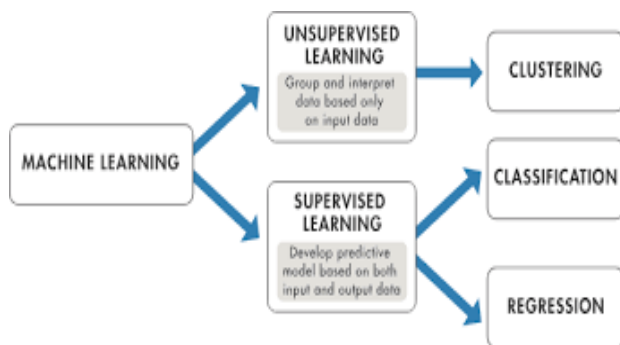 MACHINE LEARNING
UNSUPERVISED
LEARNING
Group and interpret
data based only
on input data
SUPERVISED
LEARNING
Develop predictive
model based on both
input and output data
CLUSTERING
CLASSIFICATION
REGRESSION